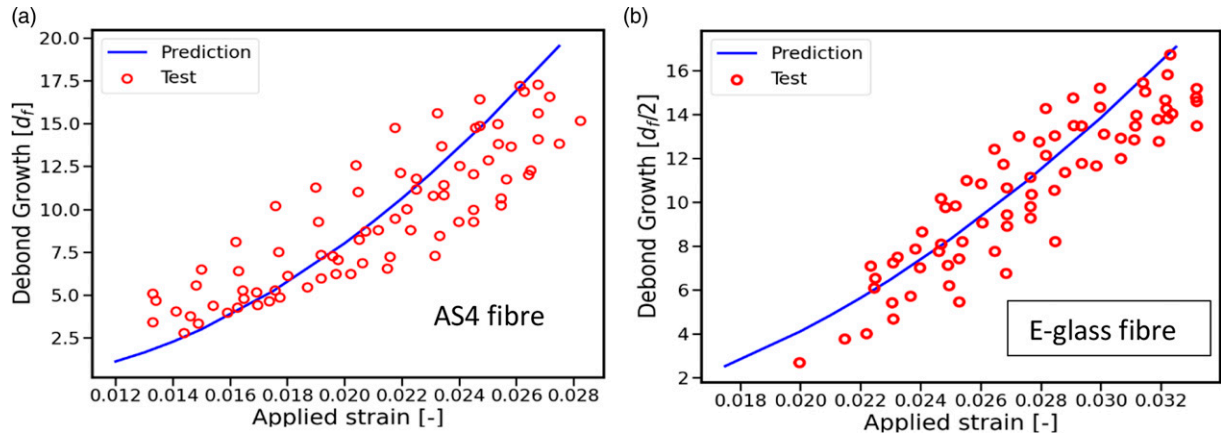 (a)
20.0
17.5
15.0
12.5
10.0
7.5
5.0
2.5
Debond Growth [d_f]
Prediction
Test
AS4 fibre
0.012 0.014 0.016 0.018 0.020 0.022 0.024 0.026 0.028
Applied strain [-]
(b)
16
14
12
10
8
6
4
2
Debond Growth [d_f/2]
Prediction
Test
E-glass fibre
0.018 0.020 0.022 0.024 0.026 0.028 0.030 0.032
Applied strain [-]